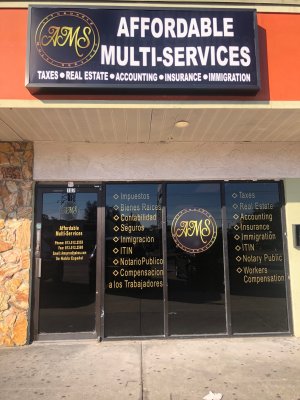 AMS
AFFORDABLE
MULTI-SERVICES
TAXES • REAL ESTATE • ACCOUNTING • INSURANCE • IMMIGRATION
AMS
Affordable
Multi-Services
Se Habla Español
◇ Impuestos
◇ Bienes Raices
◇ Contabilidad
◇ Seguros
◇ Inmigracion
◇ ITIN
◇ Notario Publico
◇ Compensacion
a los Trabajadores
AMS
◇ Taxes
◇ Real Estate
◇ Accounting
◇ Insurance
◇ Immigration
◇ ITIN
◇ Notary Public
◇ Workers
Compensation